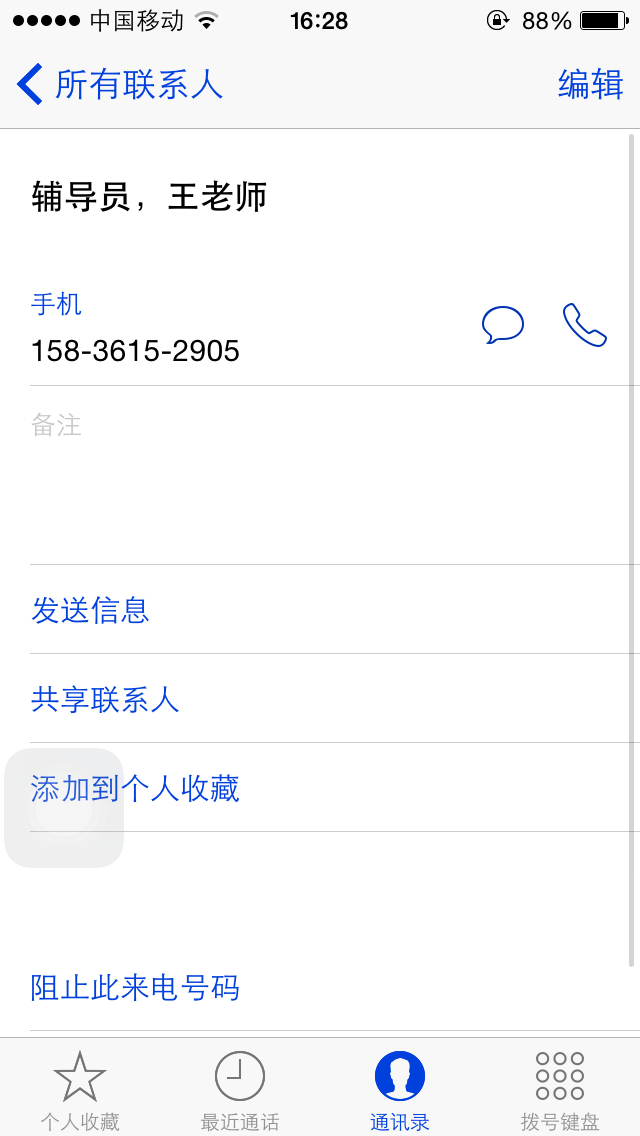 中国移动 16:28 88%
所有联系人 编辑
辅导员，王老师
手机
158-3615-2905
备注
发送信息
共享联系人
添加到个人收藏
阻止此来电号码
个人收藏 最近通话 通讯录 拨号键盘